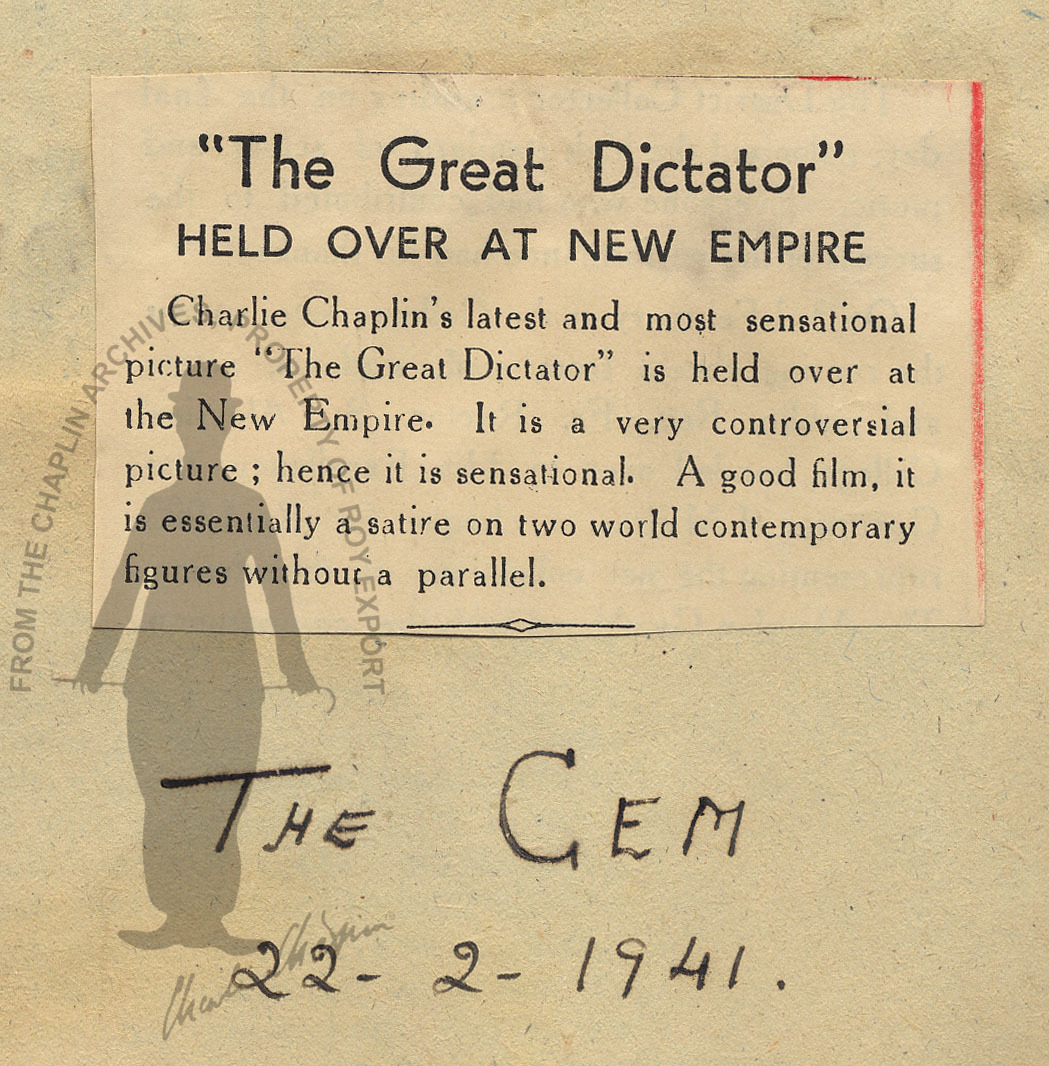 “The Great Dictator”
HELD OVER AT NEW EMPIRE
Charlie Chaplin's latest and most sensational
picture “The Great Dictator” is held over at
the New Empire. It is a very controversial
picture ; hence it is sensational. A good film, it
is essentially a satire on two world contemporary
figures without a parallel.
THE GEM
22- 2- 1941.
FROM THE CHAPLIN ARCHIVES PROPERTY OF ROY EXPORT
Charlie Chaplin